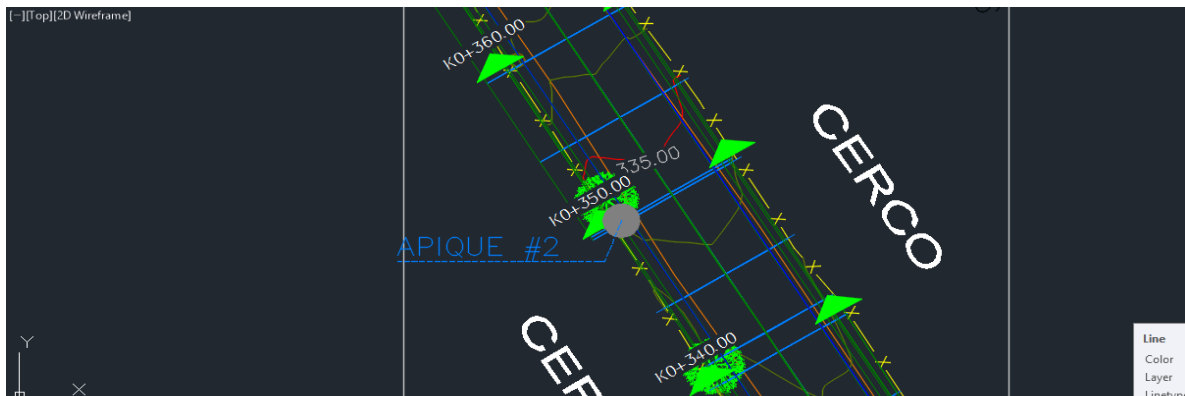 [−][Top][2D Wireframe]
K0+360.00
CERCO
335.00
K0+350.00
APIQUE #2
K0+340.00
Y
X
Line
Color
Layer